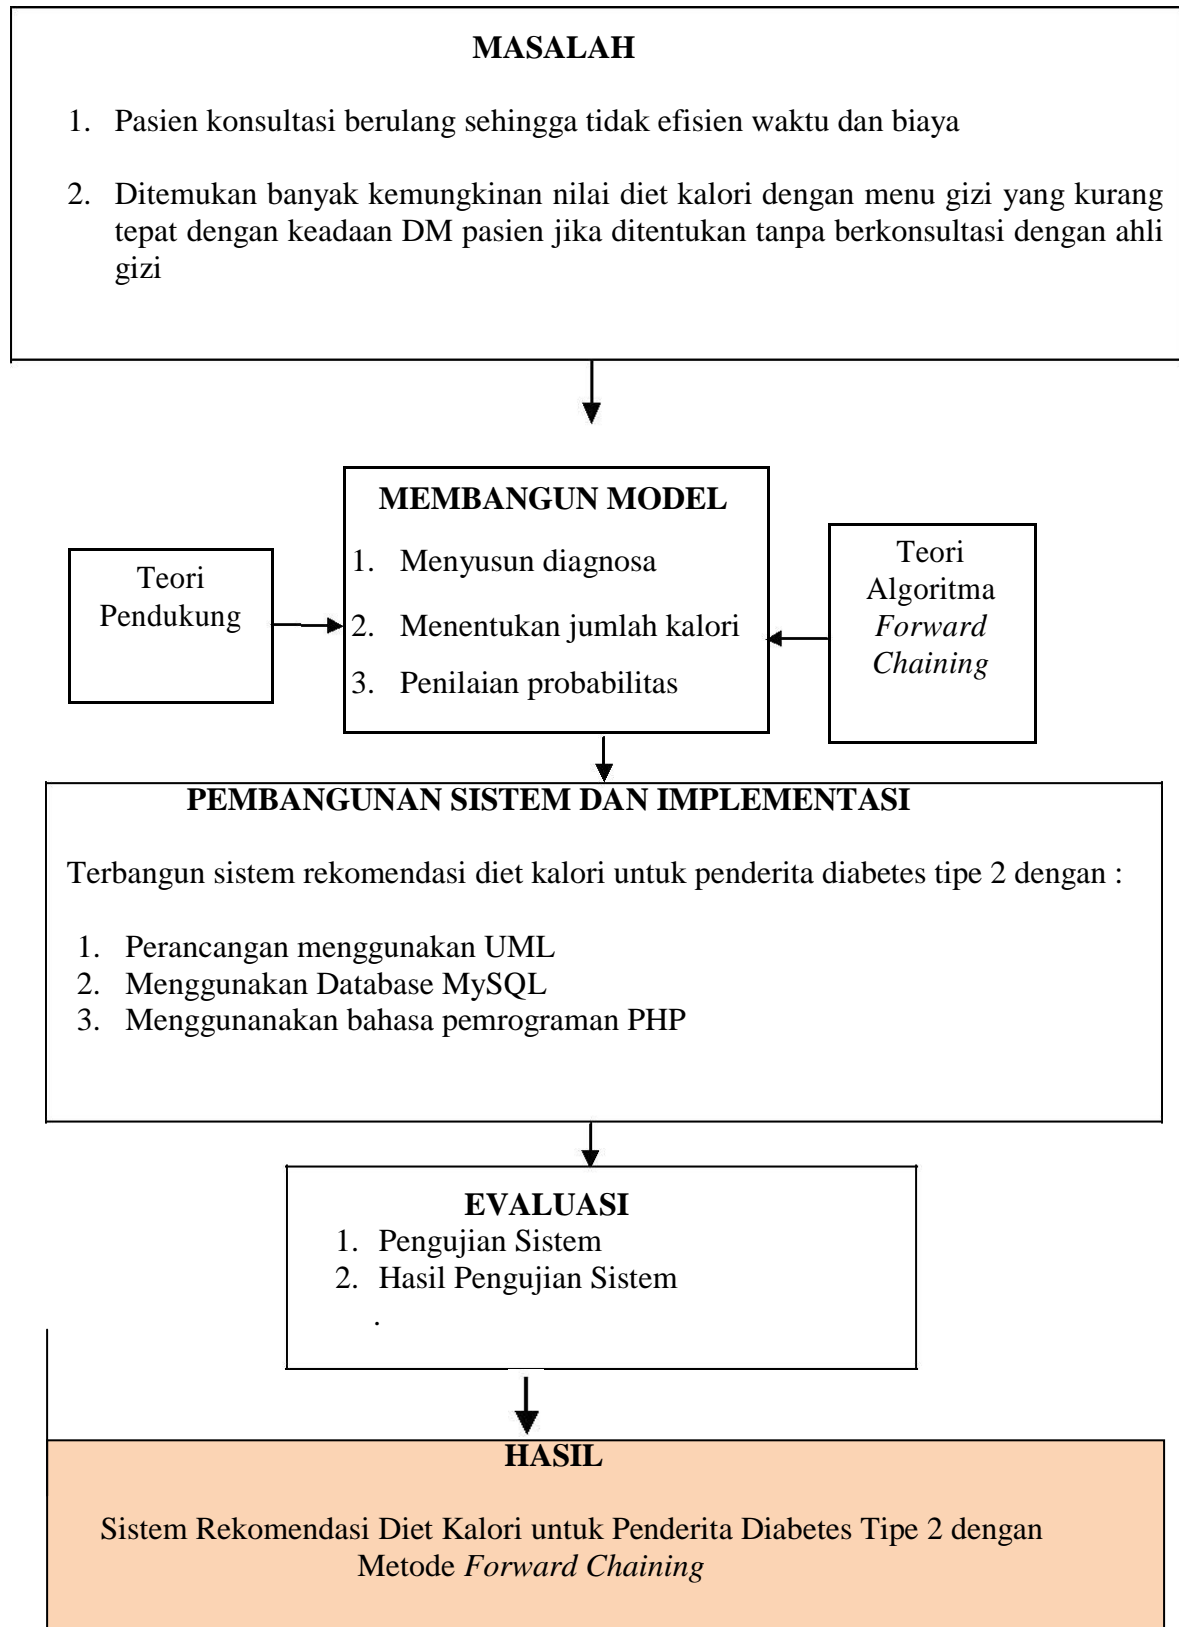 MASALAH
1. Pasien konsultasi berulang sehingga tidak efisien waktu dan biaya
2. Ditemukan banyak kemungkinan nilai diet kalori dengan menu gizi yang kurang
tepat dengan keadaan DM pasien jika ditentukan tanpa berkonsultasi dengan ahli
gizi
Teori
Pendukung
MEMBANGUN MODEL
1. Menyusun diagnosa
2. Menentukan jumlah kalori
3. Penilaian probabilitas
Teori
Algoritma
Forward
Chaining
PEMBANGUNAN SISTEM DAN IMPLEMENTASI
Terbangun sistem rekomendasi diet kalori untuk penderita diabetes tipe 2 dengan :
1. Perancangan menggunakan UML
2. Menggunakan Database MySQL
3. Menggunanakan bahasa pemrograman PHP
EVALUASI
1. Pengujian Sistem
2. Hasil Pengujian Sistem
.
HASIL
Sistem Rekomendasi Diet Kalori untuk Penderita Diabetes Tipe 2 dengan
Metode Forward Chaining